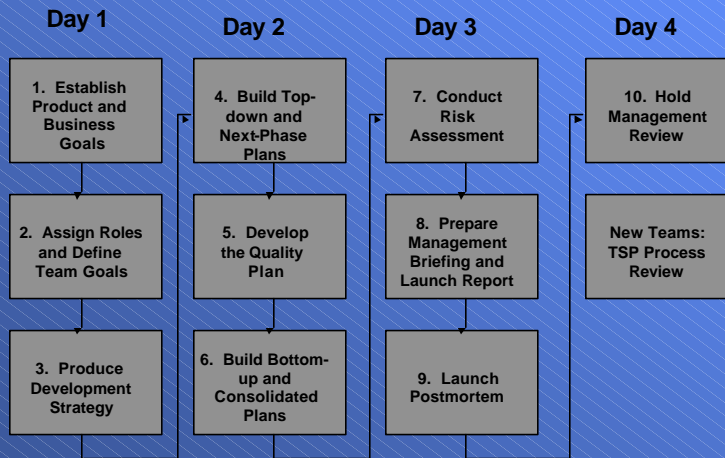 Day 1
1. Establish
Product and
Business
Goals
2. Assign Roles
and Define
Team Goals
3. Produce
Development
Strategy
Day 2
4. Build Top-
down and
Next-Phase
Plans
5. Develop
the Quality
Plan
6. Build Bottom-
up and
Consolidated
Plans
Day 3
7. Conduct
Risk
Assessment
8. Prepare
Management
Briefing and
Launch Report
9. Launch
Postmortem
Day 4
10. Hold
Management
Review
New Teams:
TSP Process
Review